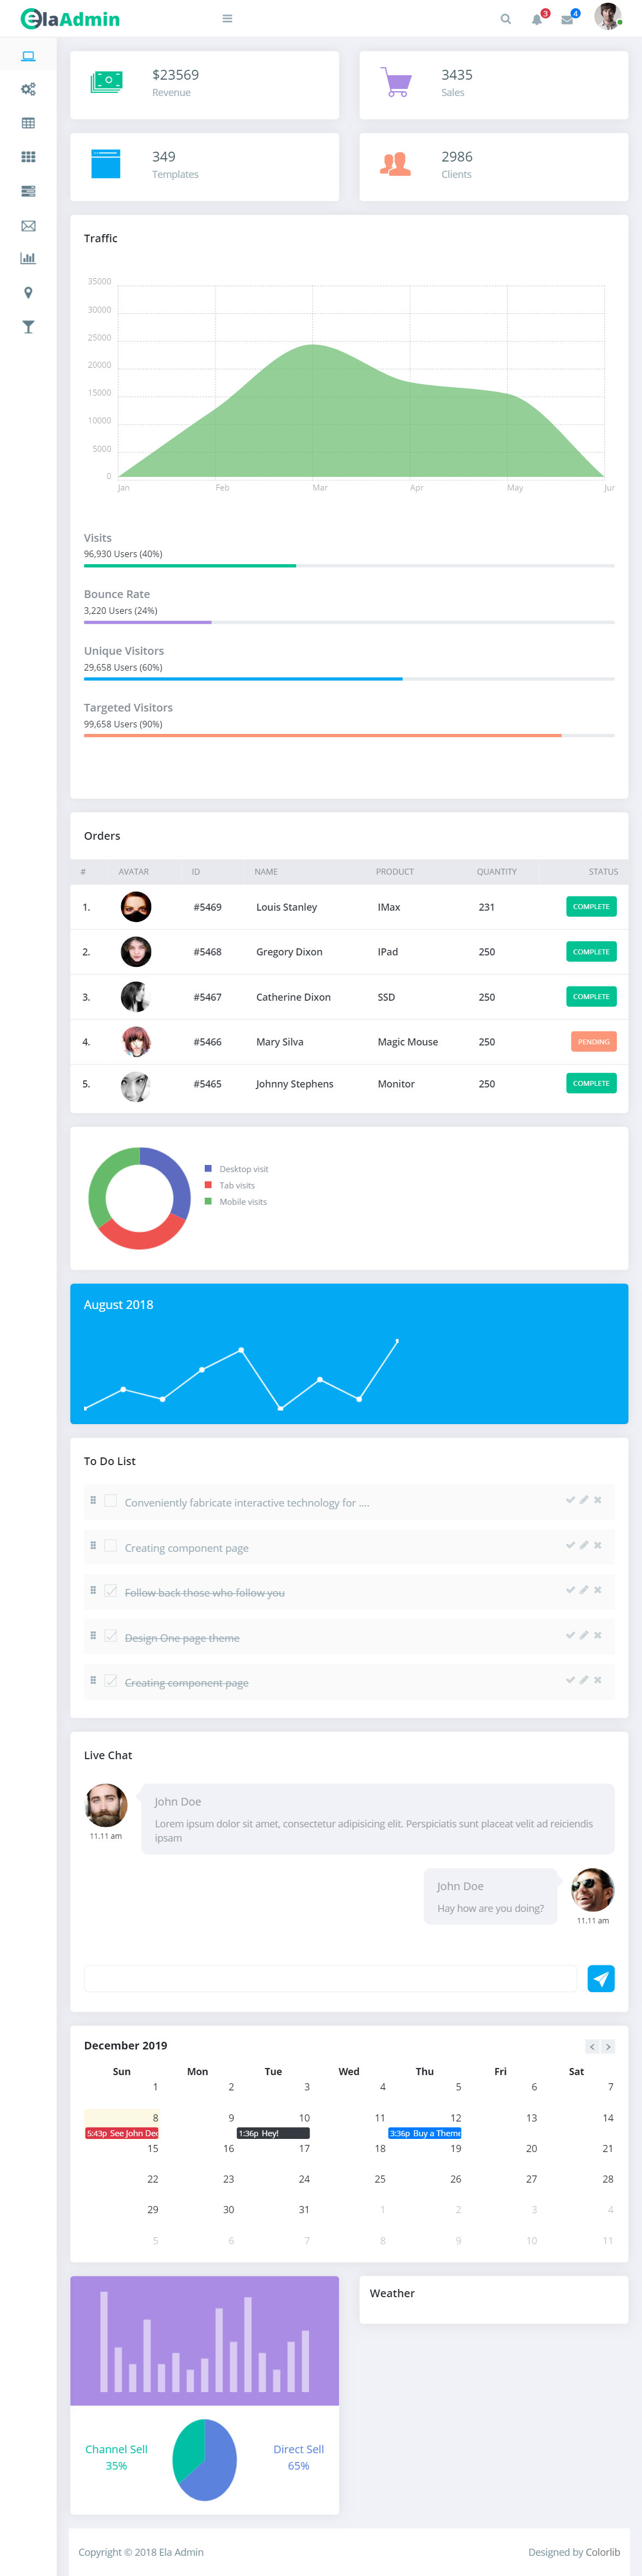 ElaAdmin
3
4
$23569
Revenue
3435
Sales
349
Templates
2986
Clients
Traffic
35000
30000
25000
20000
15000
10000
5000
0
Jan Feb Mar Apr May Jur
Visits
96,930 Users (40%)
Bounce Rate
3,220 Users (24%)
Unique Visitors
29,658 Users (60%)
Targeted Visitors
99,658 Users (90%)
Orders
# AVATAR ID NAME PRODUCT QUANTITY STATUS
1. #5469 Louis Stanley IMax 231 COMPLETE
2. #5468 Gregory Dixon IPad 250 COMPLETE
3. #5467 Catherine Dixon SSD 250 COMPLETE
4. #5466 Mary Silva Magic Mouse 250 PENDING
5. #5465 Johnny Stephens Monitor 250 COMPLETE
Desktop visit
Tab visits
Mobile visits
August 2018
To Do List
Conveniently fabricate interactive technology for ....
Creating component page
Follow back those who follow you
Design One page theme
Creating component page
Live Chat
John Doe
Lorem ipsum dolor sit amet, consectetur adipisicing elit. Perspiciatis sunt placeat velit ad reiciendis
ipsam
11.11 am
John Doe
Hay how are you doing?
11.11 am
December 2019
Sun Mon Tue Wed Thu Fri Sat
1 2 3 4 5 6 7
8 9 10 11 12 13 14
5:43p See John Dec 1:36p Hey! 3:36p Buy a Theme
15 16 17 18 19 20 21
22 23 24 25 26 27 28
29 30 31 1 2 3 4
5 6 7 8 9 10 11
Weather
Channel Sell
35%
Direct Sell
65%
Copyright © 2018 Ela Admin
Designed by Colorlib